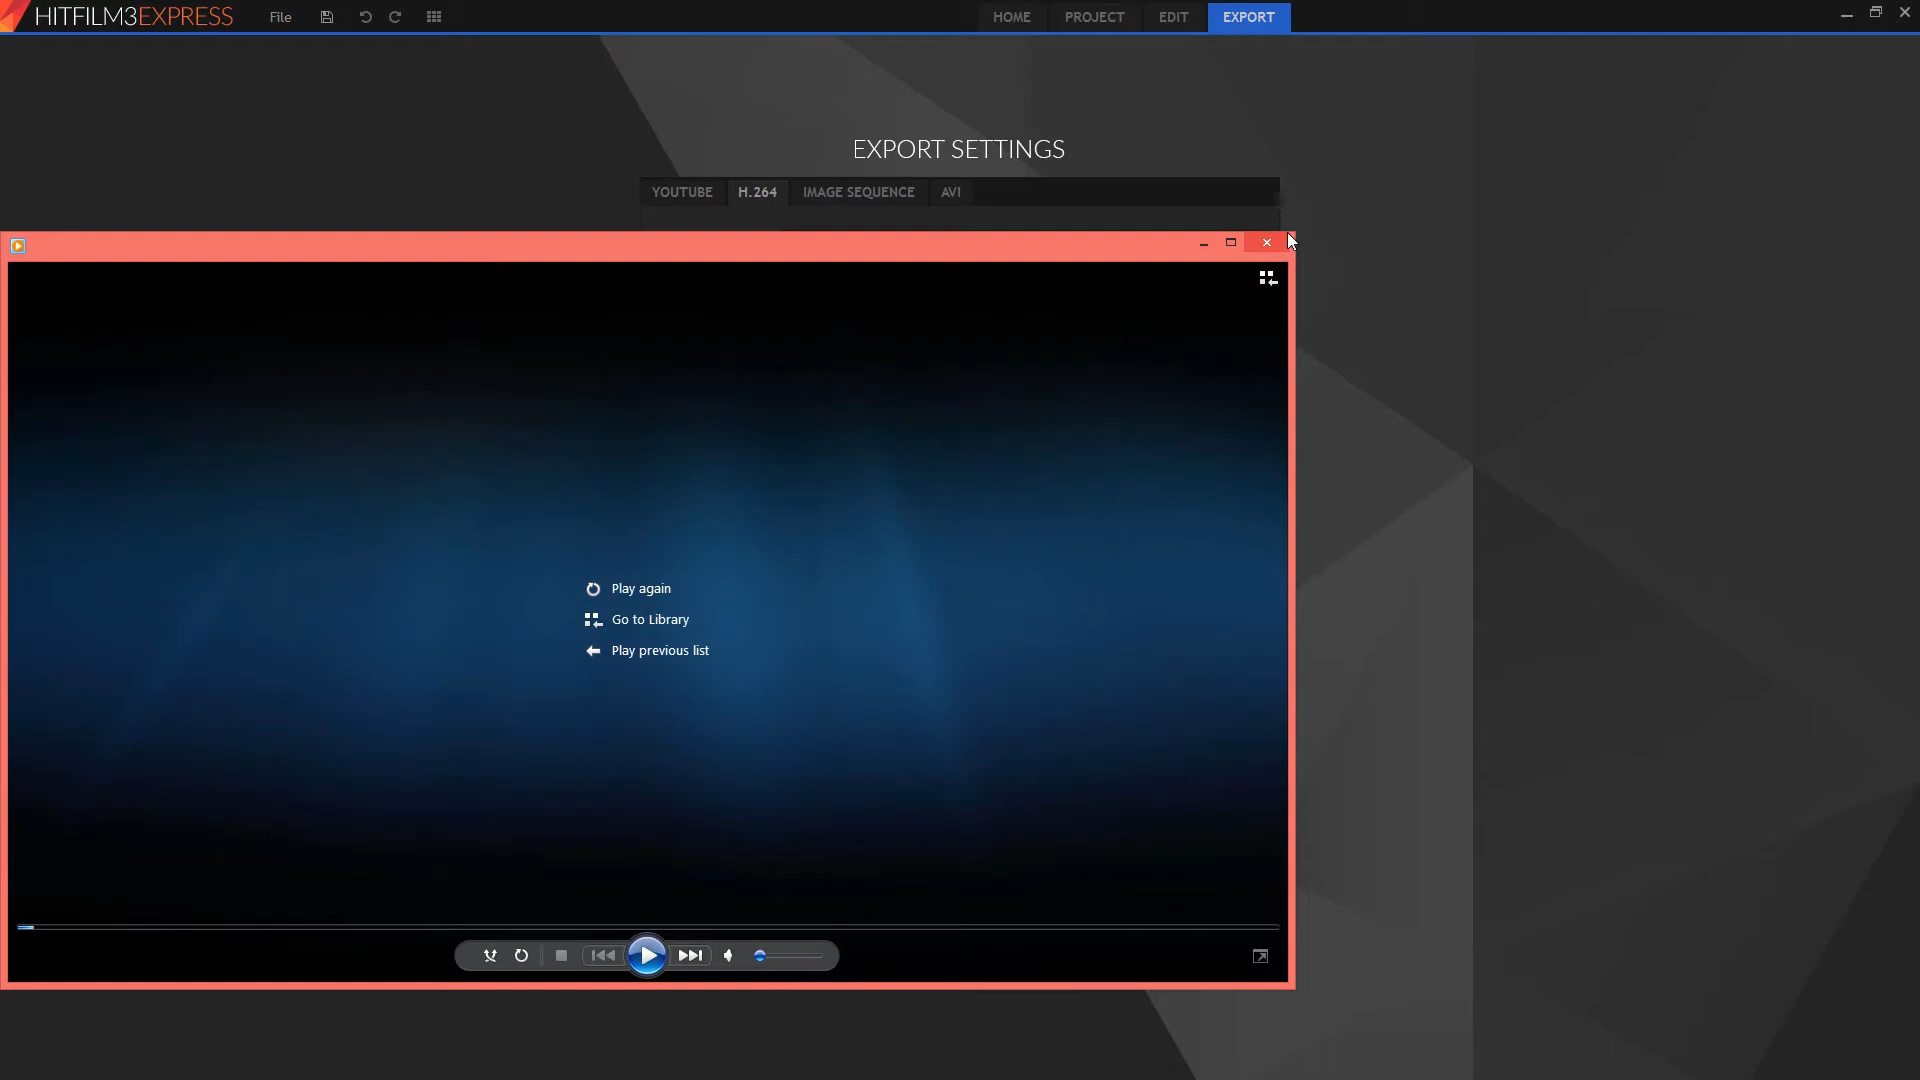 HITFILM3EXPRESS File HOME PROJECT EDIT EXPORT
EXPORT SETTINGS
YOUTUBE H.264 IMAGE SEQUENCE AVI
Play again
Go to Library
Play previous list